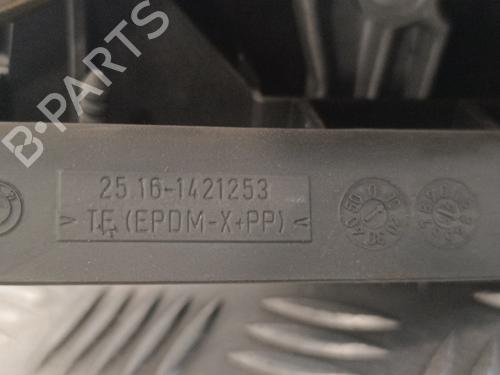 B-PARTS
25.16-1421253
> TE (EPDM-X+PP) <